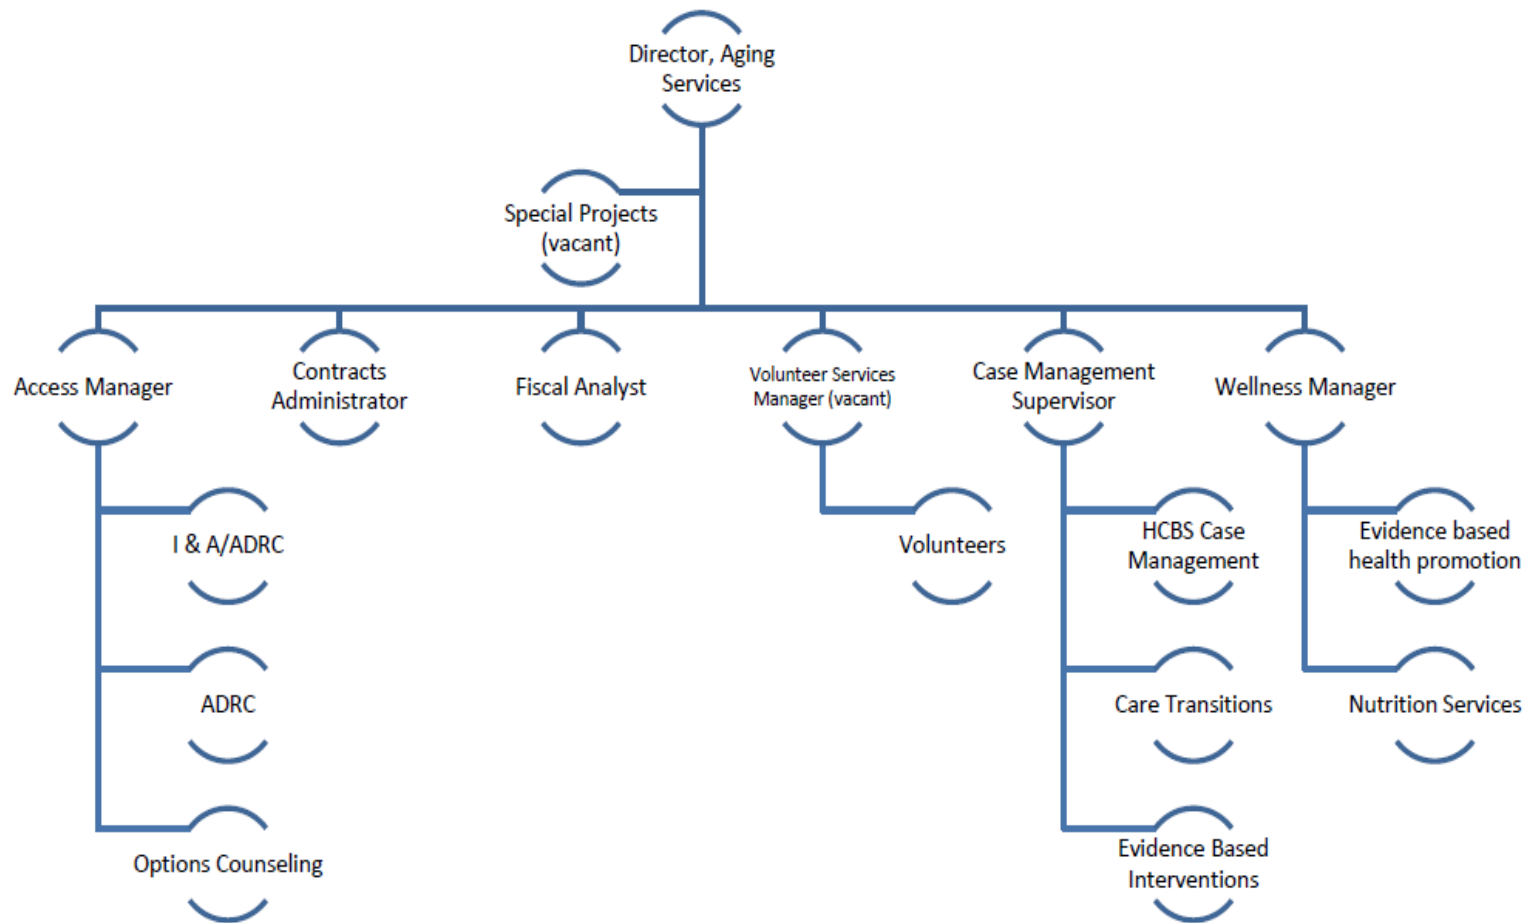 Director, Aging
Services
Special Projects
(vacant)
Access Manager
Contracts
Administrator
Fiscal Analyst
Volunteer Services
Manager (vacant)
Case Management
Supervisor
Wellness Manager
I & A/ADRC
Volunteers
HCBS Case
Management
Evidence based
health promotion
ADRC
Care Transitions
Nutrition Services
Options Counseling
Evidence Based
Interventions